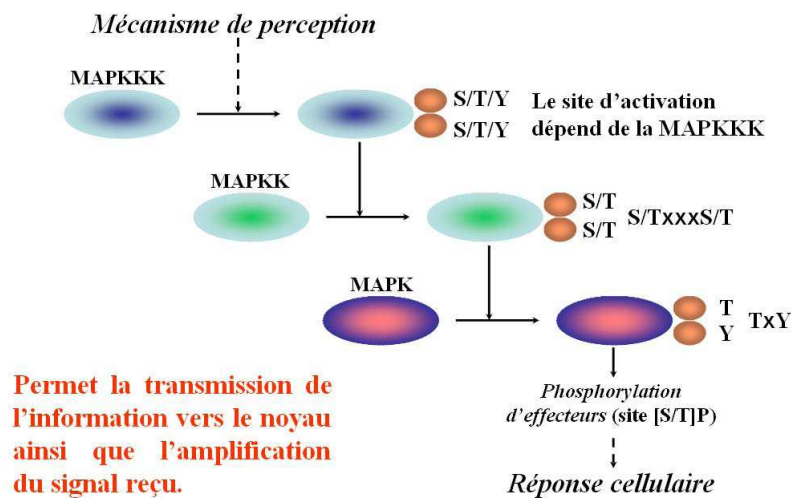 Mécanisme de perception
MAPKKK
S/T/Y
S/T/Y
Le site d'activation
dépend de la MAPKKK
MAPKK
S/T
S/T
S/TxxxS/T
MAPK
T
Y
TxY
Permet la transmission de
l'information vers le noyau
ainsi que l'amplification
du signal reçu.
Phosphorylation
d'effecteurs (site [S/T]P)
Réponse cellulaire